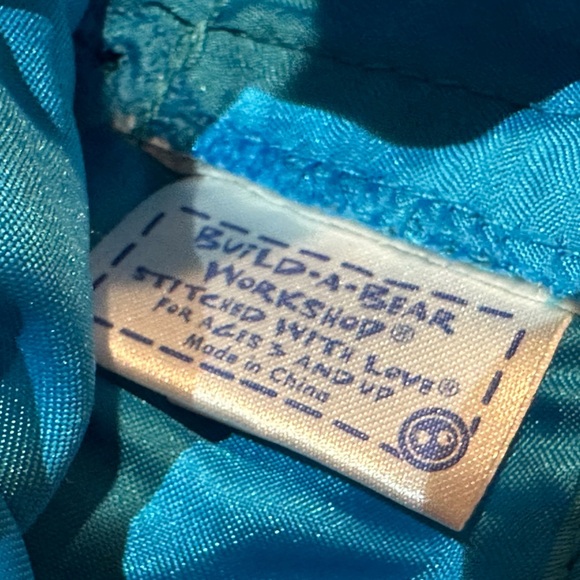 BUILD-A-BEAR
WORKSHOP®
STITCHED WITH LOVE®
FOR AGES 3 AND UP
Made in China